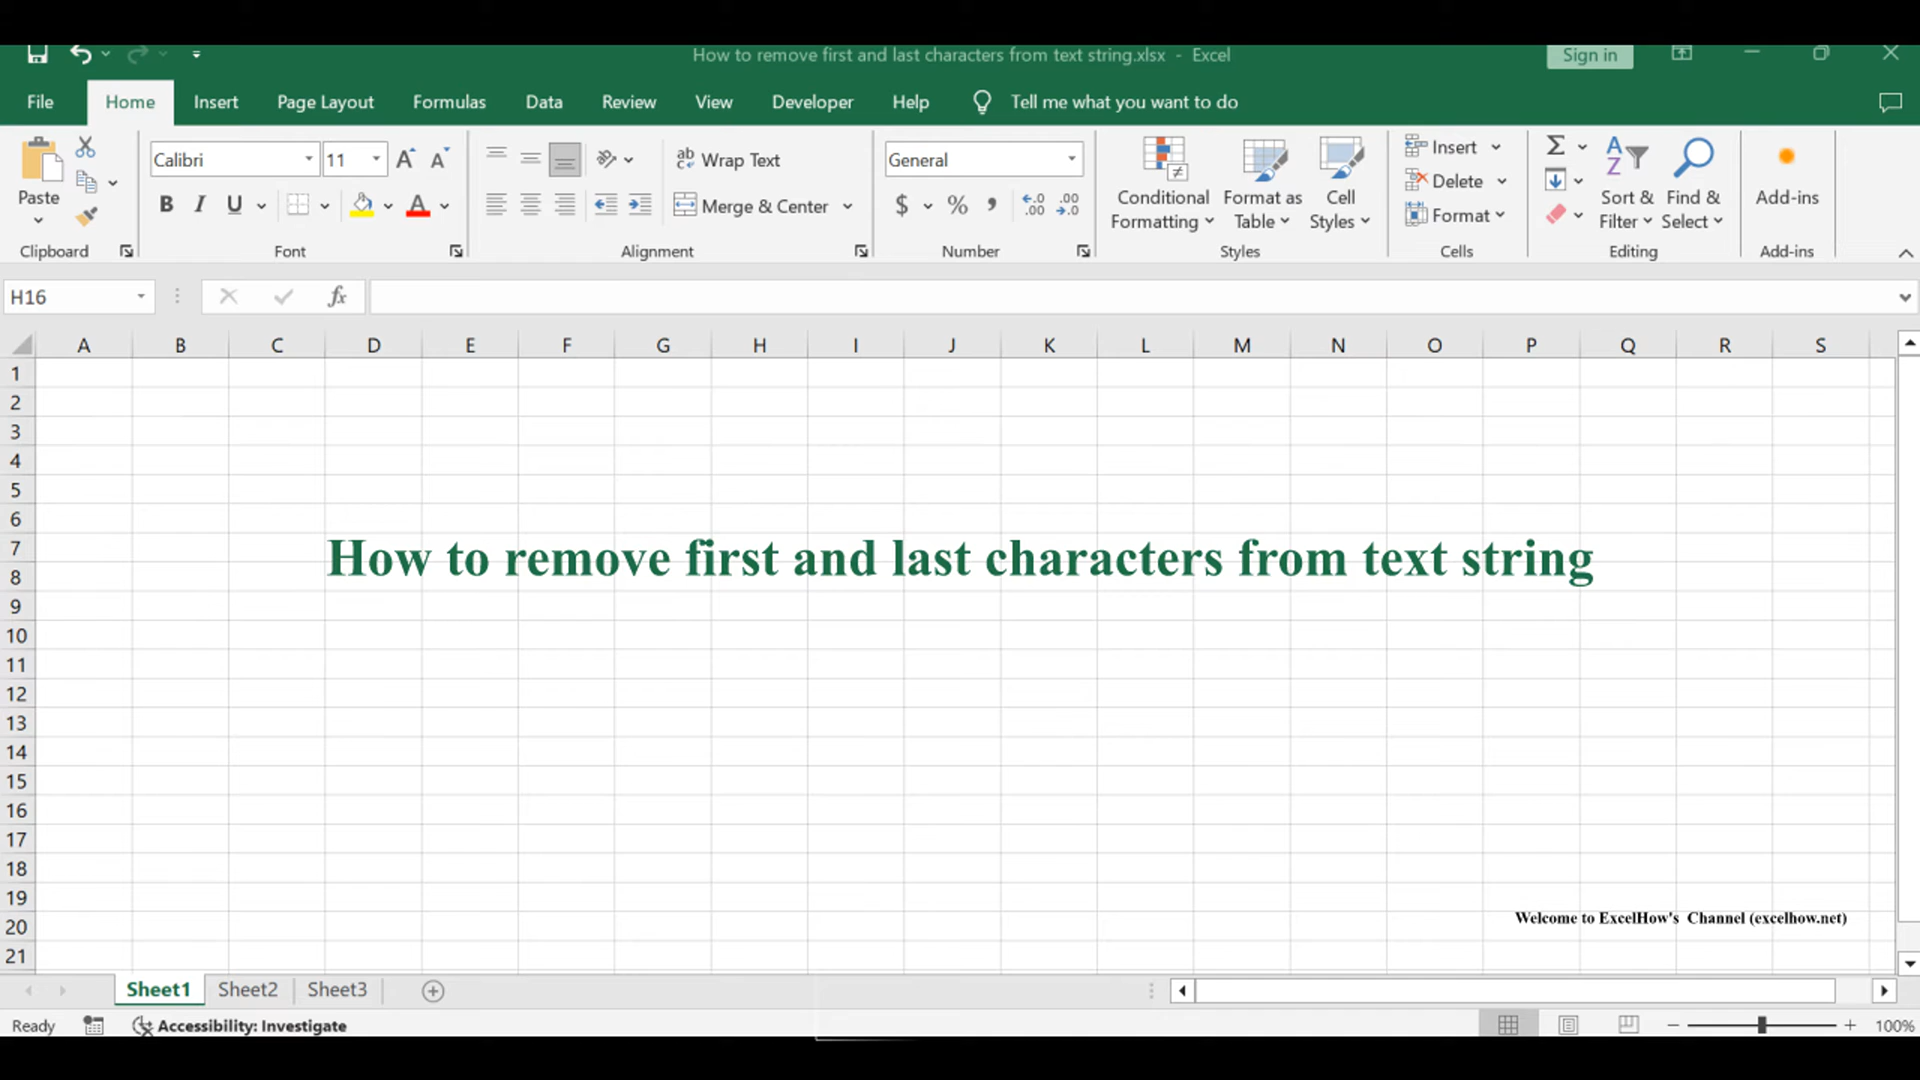 How to remove first and last characters from text string.xlsx - Excel
Sign in
File Home Insert Page Layout Formulas Data Review View Developer Help Tell me what you want to do
Paste
Clipboard
Calibri 11
B I U A
Font
ab c Wrap Text
Merge & Center
Alignment
General
$ % ,
Number
Conditional Formatting
Format as Table
Cell Styles
Styles
Insert
Delete
Format
Cells
Sort & Filter
Find & Select
Editing
Add-ins
Add-ins
H16 fx
A B C D E F G H I J K L M N O P Q R S
1
2
3
4
5
6
7
8
9
10
11
12
13
14
15
16
17
18
19
20
21
How to remove first and last characters from text string
Welcome to ExcelHow's Channel (excelhow.net)
Sheet1 Sheet2 Sheet3
Ready Accessibility: Investigate 100%